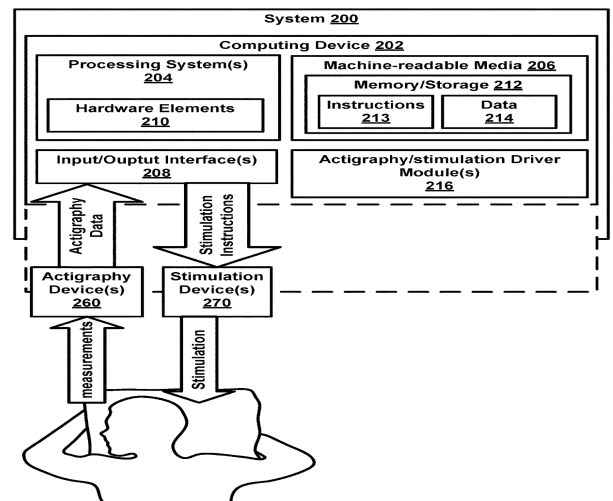 System 200
Computing Device 202
Processing System(s)
204
Hardware Elements
210
Machine-readable Media 206
Memory/Storage 212
Instructions
213
Data
214
Input/Ouptut Interface(s)
208
Actigraphy/stimulation Driver
Module(s)
216
Actigraphy
Data
Stimulation
Instructions
Actigraphy
Device(s)
260
Stimulation
Device(s)
270
measurements
Stimulation